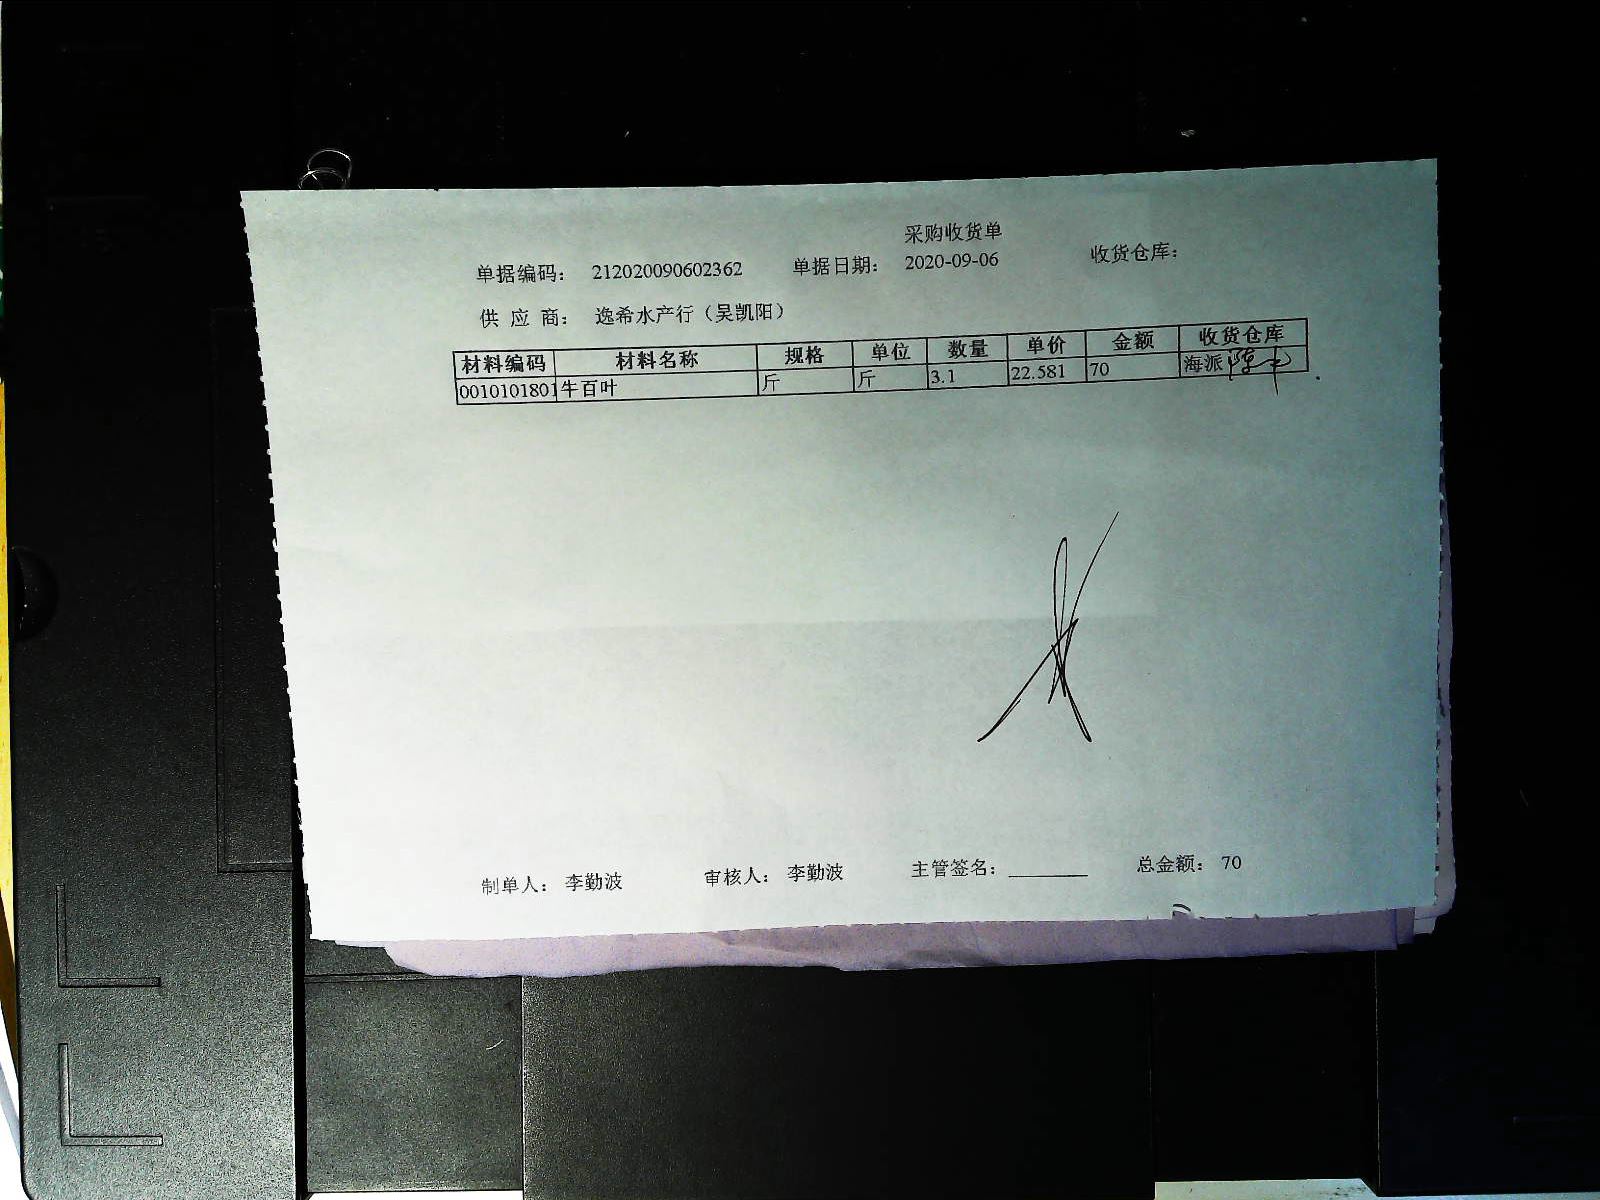 采购收货单
单据编码： 212020090602362 单据日期： 2020-09-06 收货仓库：
供 应 商： 逸希水产行（吴凯阳）
材料编码 材料名称 规格 单位 数量 单价 金额 收货仓库
0010101801 牛百叶 斤 斤 3.1 22.581 70 海派
制单人： 李勤波 审核人： 李勤波 主管签名：________ 总金额： 70